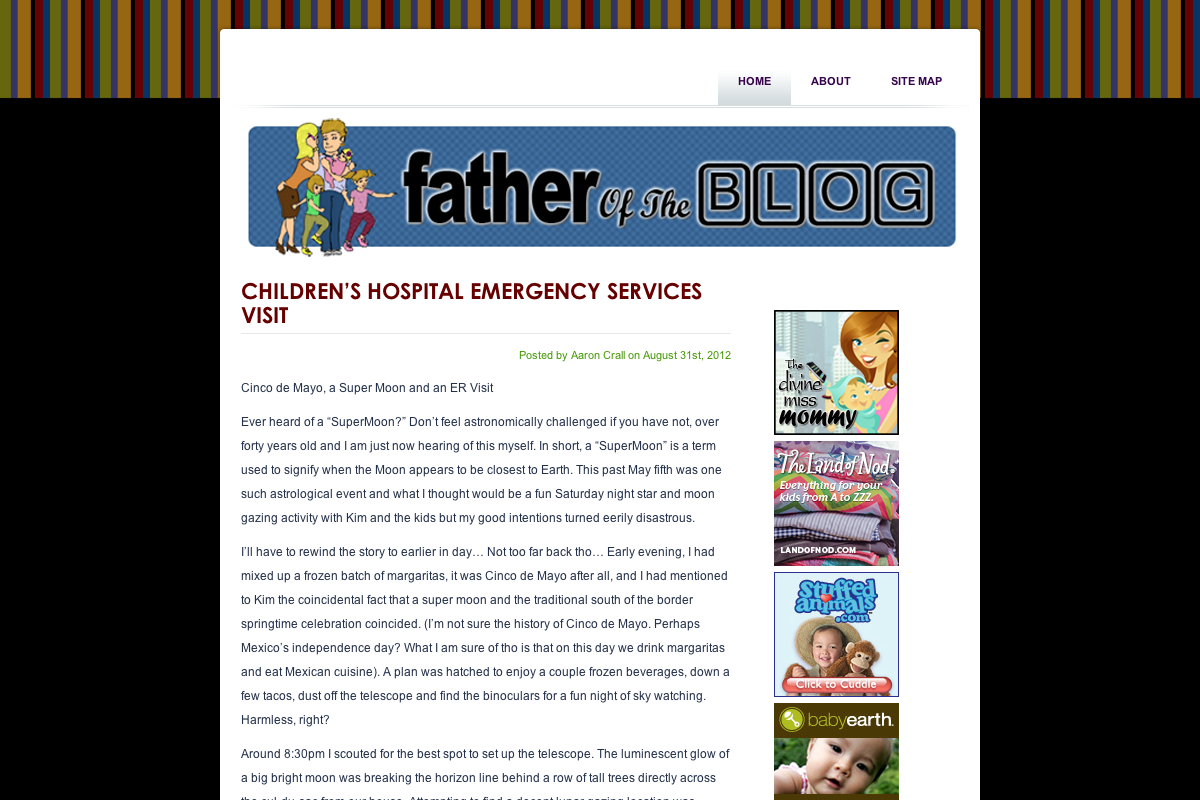 HOME ABOUT SITE MAP
father Of The BLOG
CHILDREN’S HOSPITAL EMERGENCY SERVICES
VISIT
Posted by Aaron Crall on August 31st, 2012
Cinco de Mayo, a Super Moon and an ER Visit
Ever heard of a “SuperMoon?” Don’t feel astronomically challenged if you have not, over
forty years old and I am just now hearing of this myself. In short, a “SuperMoon” is a term
used to signify when the Moon appears to be closest to Earth. This past May fifth was one
such astrological event and what I thought would be a fun Saturday night star and moon
gazing activity with Kim and the kids but my good intentions turned eerily disastrous.
I’ll have to rewind the story to earlier in day… Not too far back tho… Early evening, I had
mixed up a frozen batch of margaritas, it was Cinco de Mayo after all, and I had mentioned
to Kim the coincidental fact that a super moon and the traditional south of the border
springtime celebration coincided. (I’m not sure the history of Cinco de Mayo. Perhaps
Mexico’s independence day? What I am sure of tho is that on this day we drink margaritas
and eat Mexican cuisine). A plan was hatched to enjoy a couple frozen beverages, down a
few tacos, dust off the telescope and find the binoculars for a fun night of sky watching.
Harmless, right?
Around 8:30pm I scouted for the best spot to set up the telescope. The luminescent glow of
a big bright moon was breaking the horizon line behind a row of tall trees directly across
The
divine
miss
mommy
The Land of Nod.
Everything for your
kids from A to ZZZ.
LANDOFNOD.COM
Stuffed
animals
.com™
Click to Cuddle
babyearth.